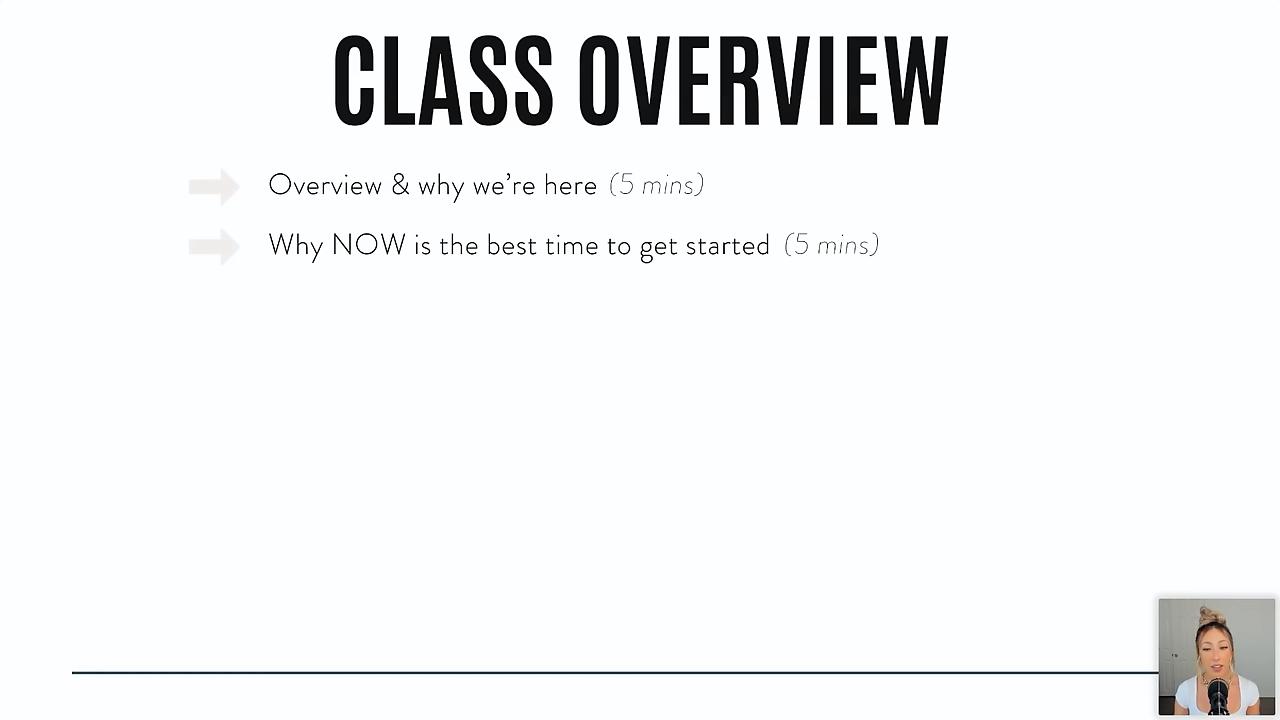 CLASS OVERVIEW
Overview & why we’re here (5 mins)
Why NOW is the best time to get started (5 mins)